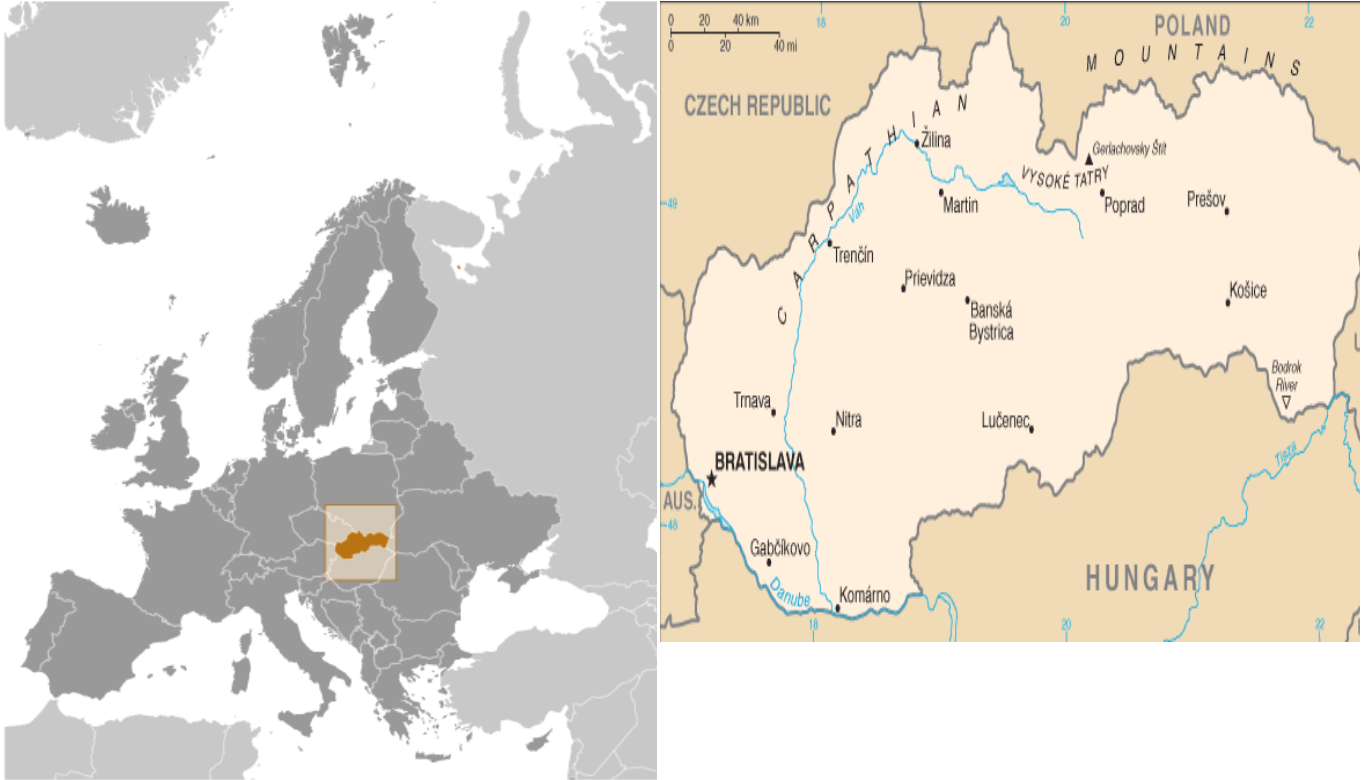 0 20 40 km
0 20 40 mi
18
20
22
POLAND
MOUNTAINS
CZECH REPUBLIC
CARPATHIAN
Žilina
Gerlachovsky Štít
VYSOKÉ TATRY
49
Váh
Martin
Poprad
Prešov
Trenčín
Prievidza
Košice
Banská
Bystrica
Bodrok
River
Trnava
Nitra
Lučenec
BRATISLAVA
Tisza
AUS.
48
Gabčíkovo
HUNGARY
Danube
Komárno
18
20
22